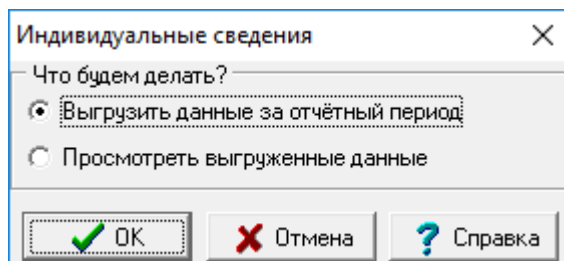 Индивидуальные сведения
Что будем делать?
Выгрузить данные за отчётный период
Просмотреть выгруженные данные
OK Отмена Справка